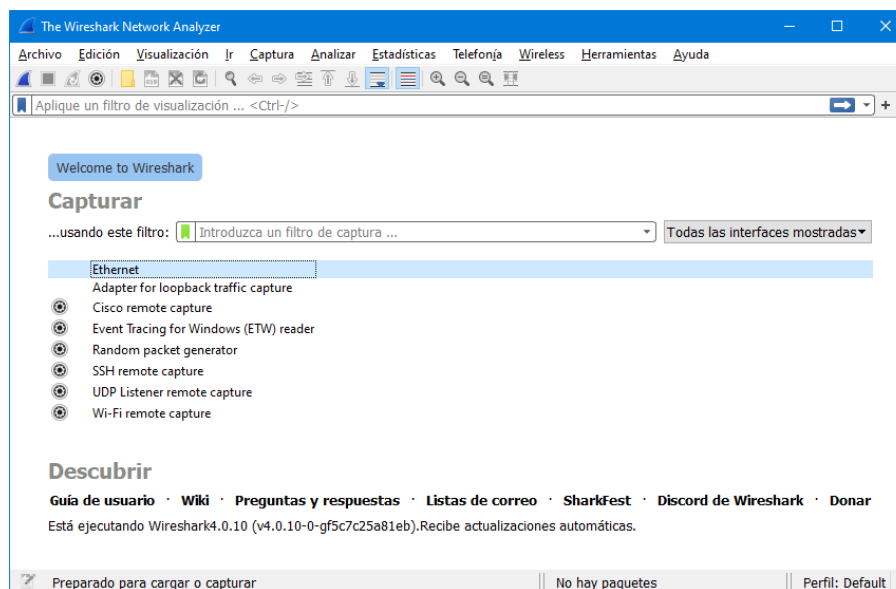 The Wireshark Network Analyzer
Archivo Edición Visualización Ir Captura Analizar Estadísticas Telefonía Wireless Herramientas Ayuda
Aplique un filtro de visualización ... <Ctrl-/>
Welcome to Wireshark
Capturar
...usando este filtro: Introduzca un filtro de captura ... Todas las interfaces mostradas
Ethernet
Adapter for loopback traffic capture
Cisco remote capture
Event Tracing for Windows (ETW) reader
Random packet generator
SSH remote capture
UDP Listener remote capture
Wi-Fi remote capture
Descubrir
Guía de usuario · Wiki · Preguntas y respuestas · Listas de correo · SharkFest · Discord de Wireshark · Donar
Está ejecutando Wireshark4.0.10 (v4.0.10-0-gf5c7c25a81eb).Recibe actualizaciones automáticas.
Preparado para cargar o capturar No hay paquetes Perfil: Default